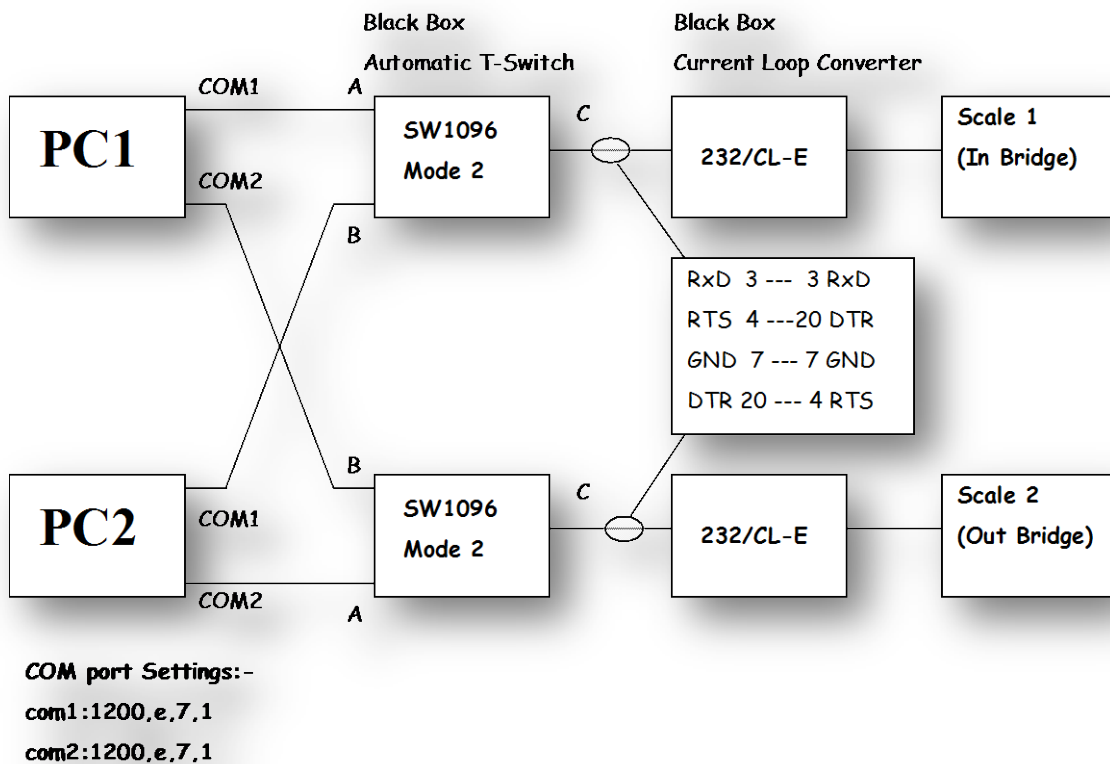 Black Box
Automatic T-Switch
Black Box
Current Loop Converter
PC1
COM1
COM2
A
B
SW1096
Mode 2
C
232/CL-E
Scale 1
(In Bridge)
RxD 3 --- 3 RxD
RTS 4 ---20 DTR
GND 7 --- 7 GND
DTR 20 --- 4 RTS
PC2
COM1
COM2
B
A
SW1096
Mode 2
C
232/CL-E
Scale 2
(Out Bridge)
COM port Settings:-
com1:1200,e,7,1
com2:1200,e,7,1